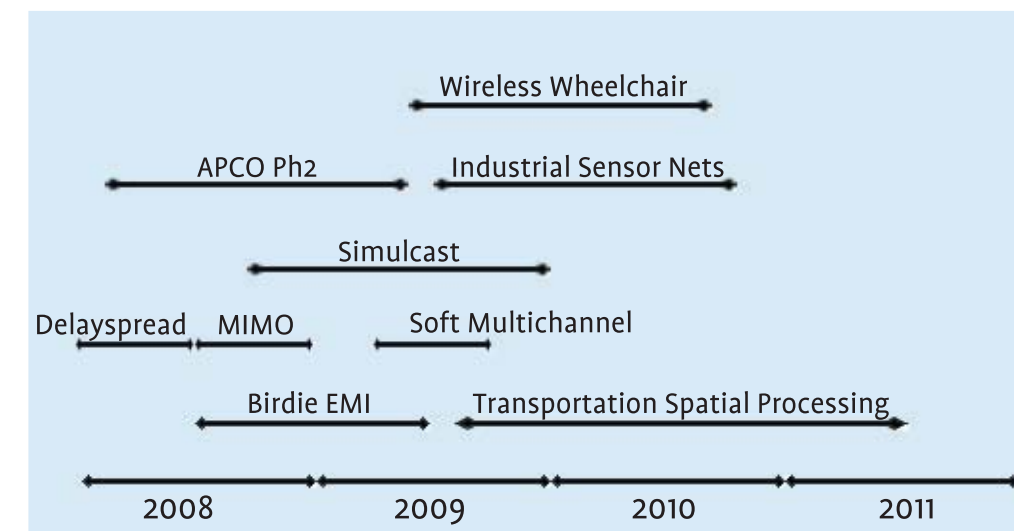 Wireless Wheelchair
APCO Ph2 Industrial Sensor Nets
Simulcast
Delayspread MIMO Soft Multichannel
Birdie EMI Transportation Spatial Processing
2008 2009 2010 2011